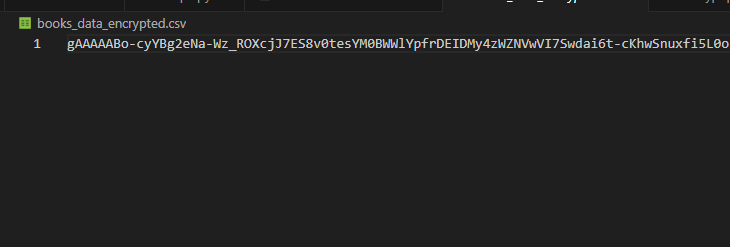 books_data_encrypted.csv
1 gAAAAABo-cyYBg2eNa-Wz_ROXcjJ7ES8v0tesYM0BWWlYpfrDEIDMy4zWZNVwVI7Swdai6t-cKhwSnuxfi5L0o